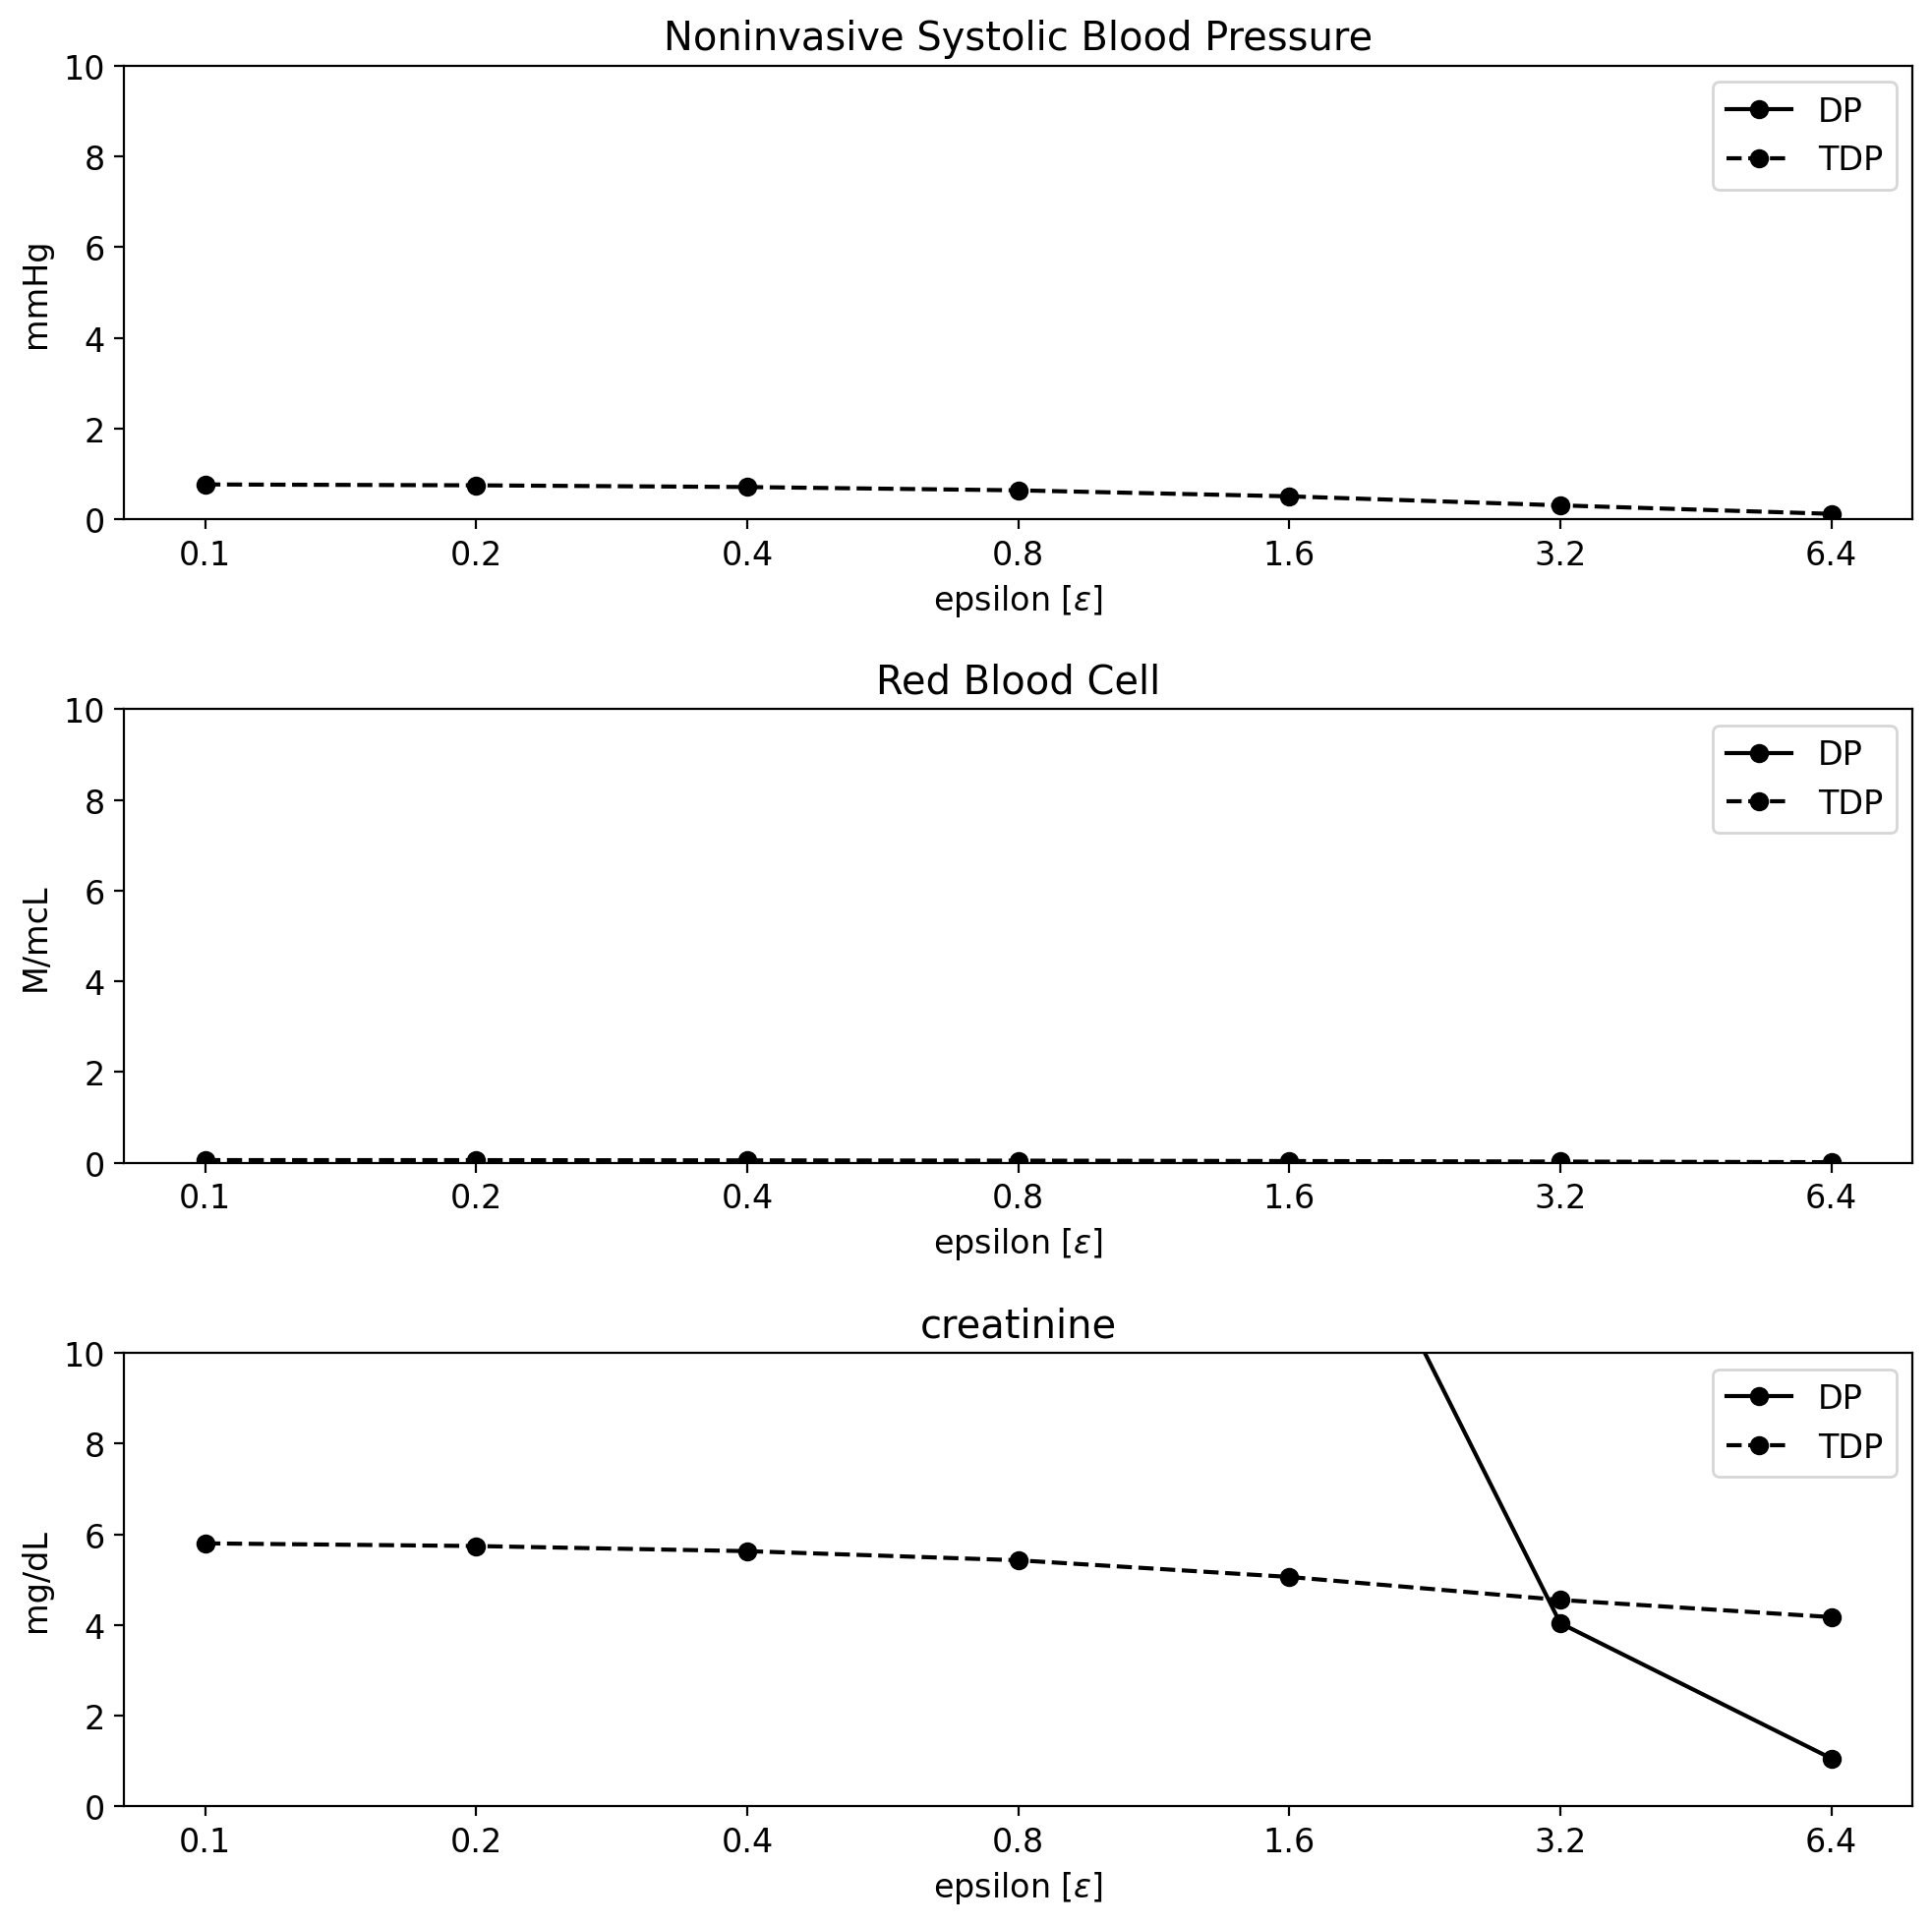 Noninvasive Systolic Blood Pressure
10
8
6
4
2
0
mmHg
DP
TDP
0.1 0.2 0.4 0.8 1.6 3.2 6.4
epsilon [ε]
Red Blood Cell
10
8
6
4
2
0
M/mcL
DP
TDP
0.1 0.2 0.4 0.8 1.6 3.2 6.4
epsilon [ε]
creatinine
10
8
6
4
2
0
mg/dL
DP
TDP
0.1 0.2 0.4 0.8 1.6 3.2 6.4
epsilon [ε]